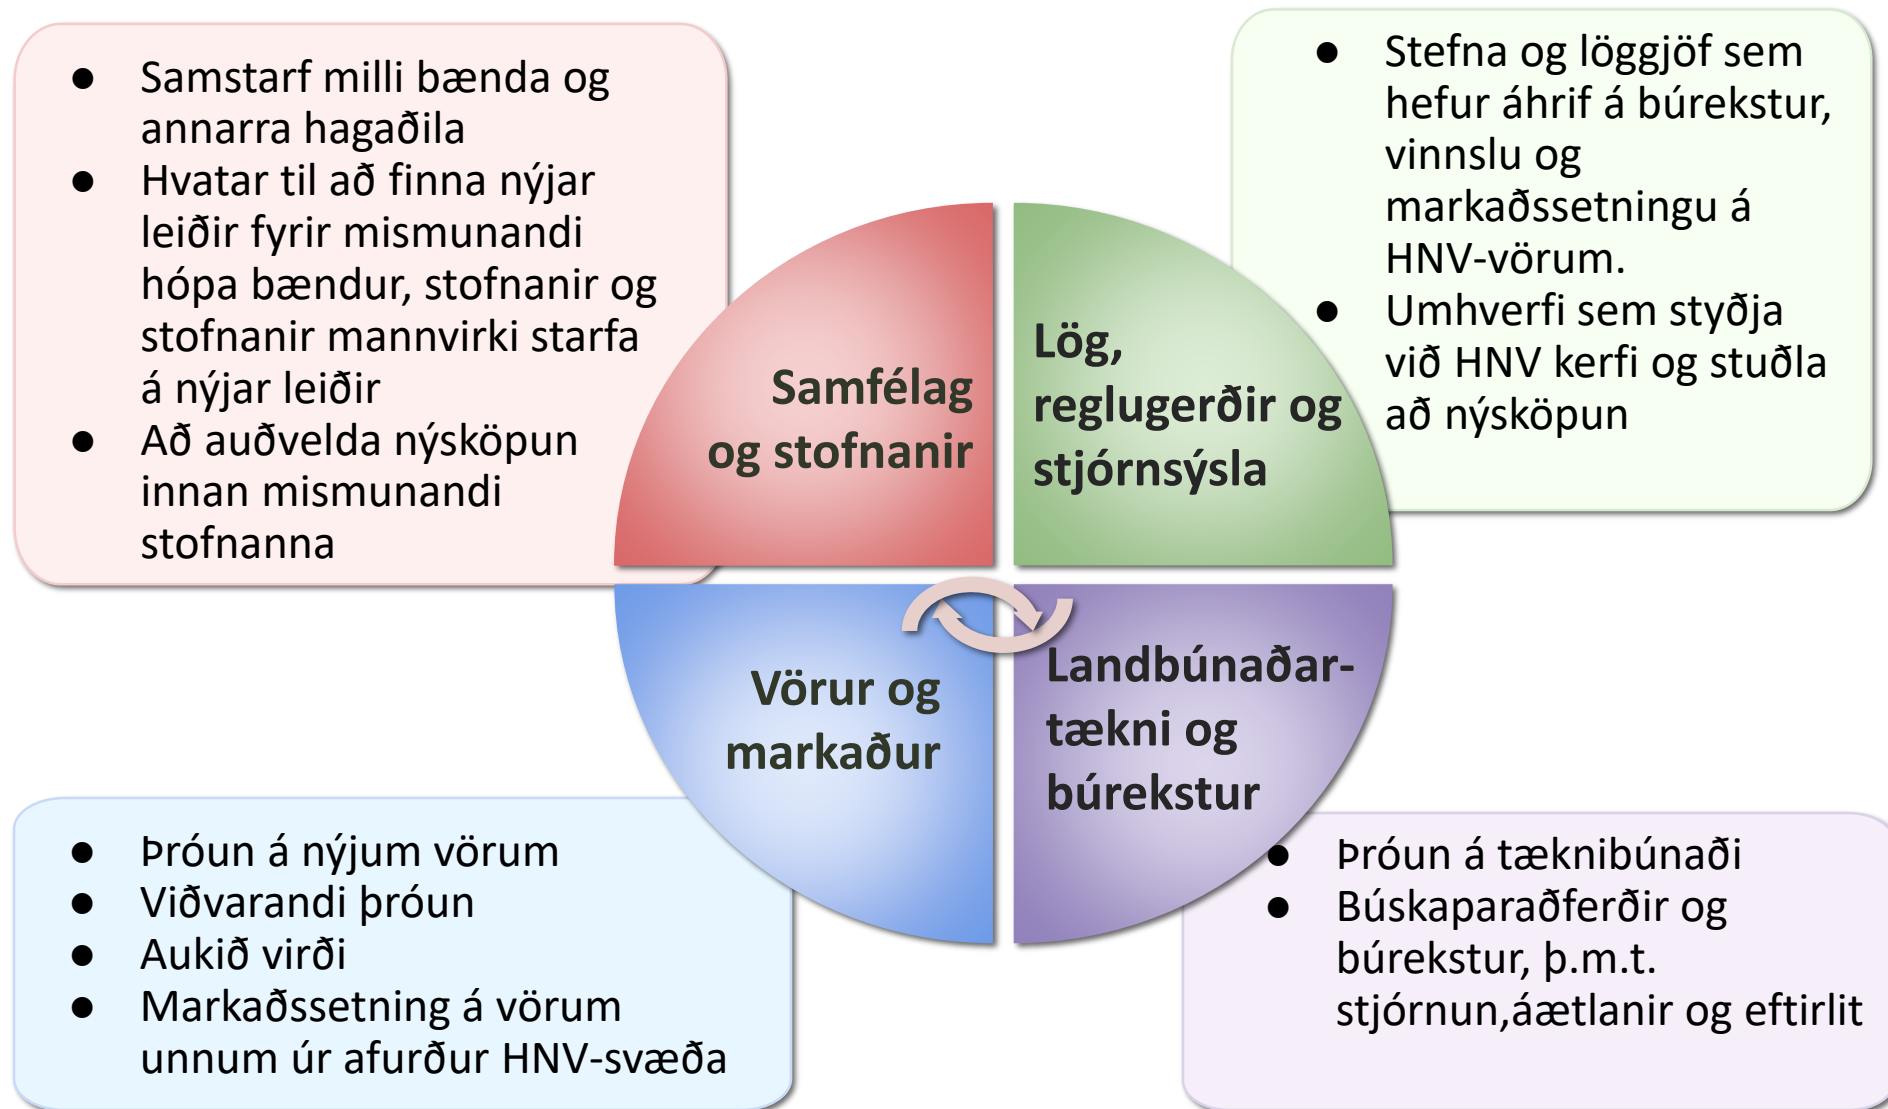 ● Samstarf milli bænda og
annarra hagaðila
● Hvatar til að finna nýjar
leiðir fyrir mismunandi
hópa bændur, stofnanir og
stofnanir mannvirki starfa
á nýjar leiðir
● Að auðvelda nýsköpun
innan mismunandi
stofnanna
● Stefna og löggjöf sem
hefur áhrif á búrekstur,
vinnslu og
markaðssetningu á
HNV-vörum.
● Umhverfi sem styðja
við HNV kerfi og stuðla
að nýsköpun
Samfélag
og stofnanir
Lög,
reglugerðir og
stjórnsýsla
Vörur og
markaður
Landbúnaðar-
tækni og
búrekstur
● Þróun á nýjum vörum
● Viðvarandi þróun
● Aukið virði
● Markaðssetning á vörum
unnum úr afurður HNV-svæða
● Þróun á tæknibúnaði
● Búskaparaðferðir og
búrekstur, þ.m.t.
stjórnun,áætlanir og eftirlit